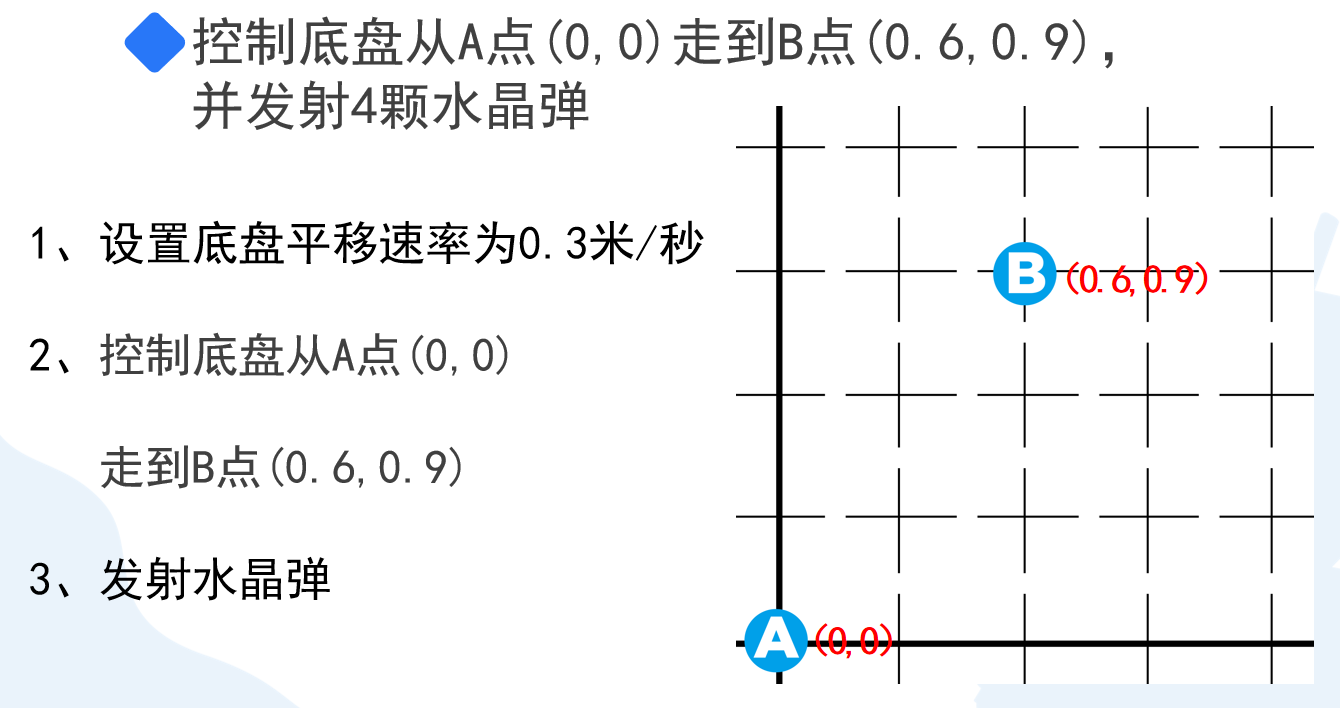 控制底盘从A点(0,0)走到B点(0.6,0.9),
并发射4颗水晶弹
1、设置底盘平移速率为0.3米/秒
2、控制底盘从A点(0,0)
走到B点(0.6,0.9)
3、发射水晶弹
B (0.6,0.9)
A (0,0)